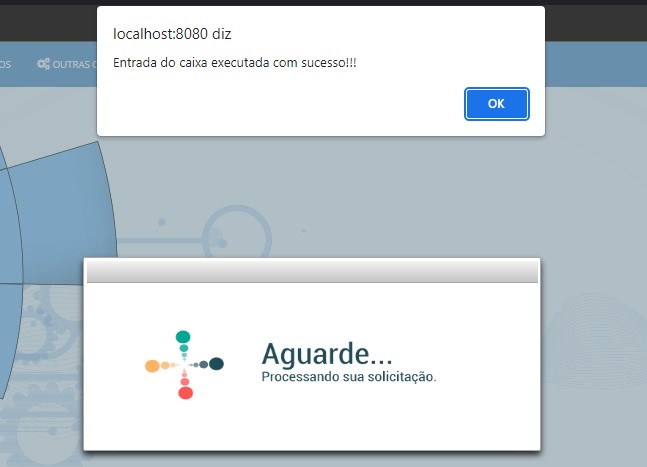 localhost:8080 diz
Entrada do caixa executada com sucesso!!!
OK
OS
OUTRAS
Aguarde...
Processando sua solicitação.